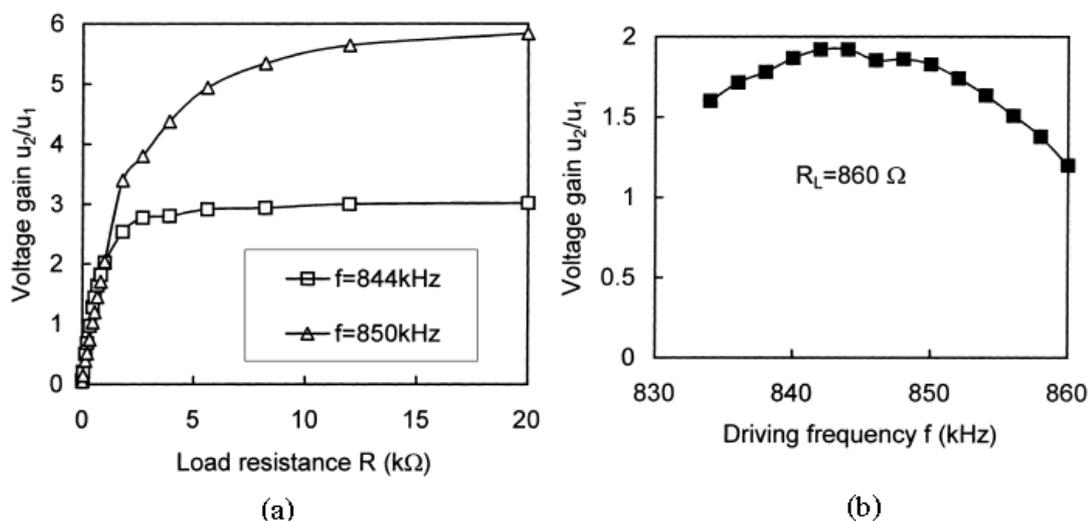 Voltage gain u2/u1
6
5
4
3
2
1
0
f=844kHz
f=850kHz
0
5
10
15
20
Load resistance R (kΩ)
(a)
Voltage gain u2/u1
2
1.5
1
0.5
0
RL=860 Ω
830
840
850
860
Driving frequency f (kHz)
(b)